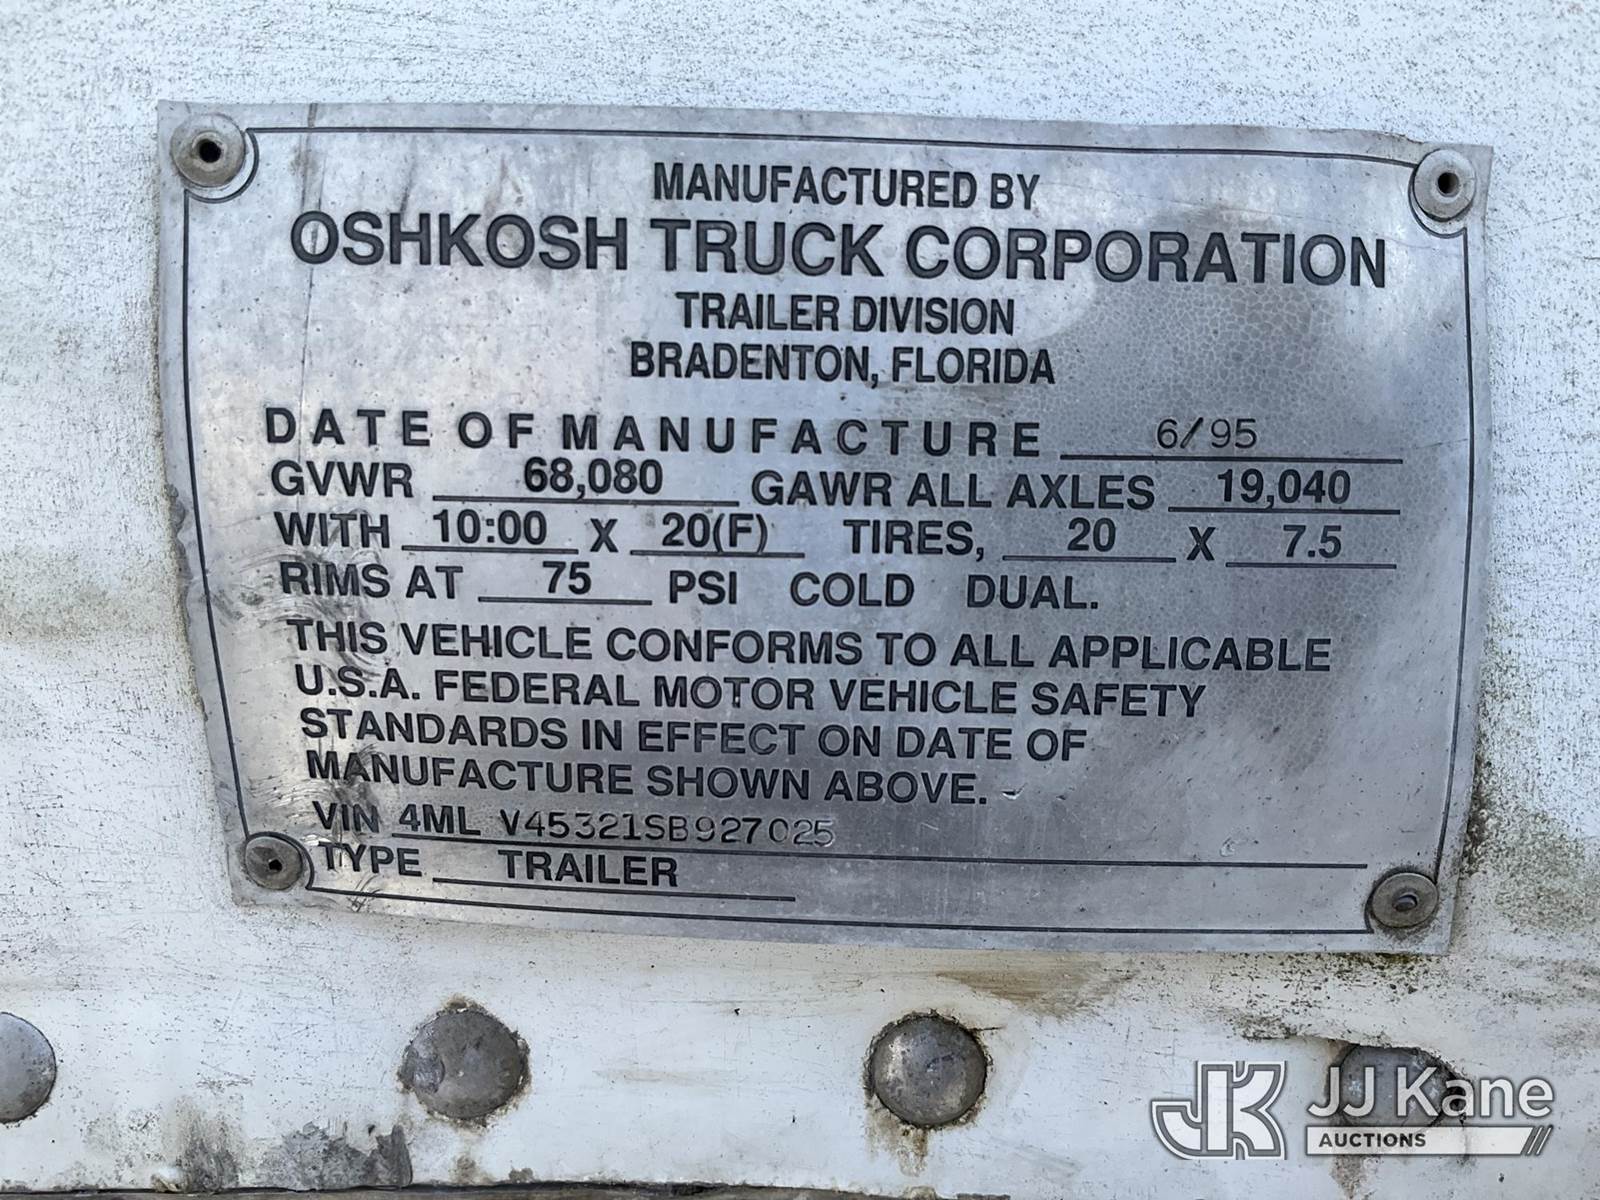 MANUFACTURED BY
OSHKOSH TRUCK CORPORATION
TRAILER DIVISION
BRADENTON, FLORIDA
DATE OF MANUFACTURE 6/95
GVWR 68,080 GAWR ALL AXLES 19,040
WITH 10:00 X 20(F) TIRES, 20 X 7.5
RIMS AT 75 PSI COLD DUAL.
THIS VEHICLE CONFORMS TO ALL APPLICABLE
U.S.A. FEDERAL MOTOR VEHICLE SAFETY
STANDARDS IN EFFECT ON DATE OF
MANUFACTURE SHOWN ABOVE.
VIN 4ML V45321SB927025
TYPE TRAILER
JK JJ Kane
AUCTIONS